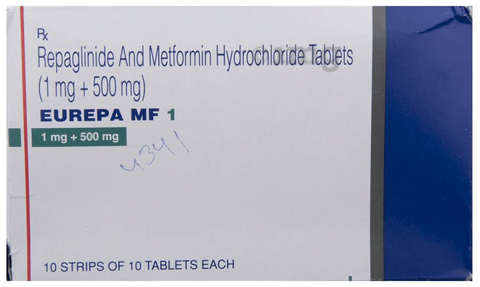 Rx
Repaglinide And Metformin Hydrochloride Tablets
(1 mg + 500 mg)
EUREPA MF 1
1 mg + 500 mg
4341
10 STRIPS OF 10 TABLETS EACH